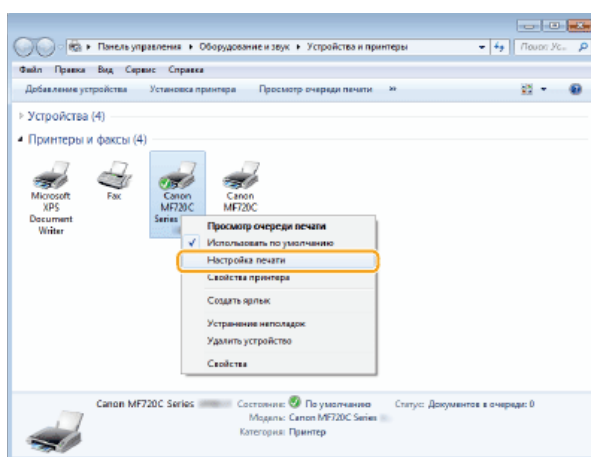 Панель управления ▸ Оборудование и звук ▸ Устройства и принтеры
Поиск: Ус...
Файл Правка Вид Сервис Справка
Добавление устройства Установка принтера Просмотр очереди печати »
Устройства (4)
Принтеры и факсы (4)
Microsoft XPS Document Writer
Fax
Canon MF720C Series
Canon MF720C
Просмотр очереди печати
Использовать по умолчанию
Настройка печати
Свойства принтера
Создать ярлык
Устранение неполадок
Удалить устройство
Свойства
Canon MF720C Series Состояние: По умолчанию Статус: Документов в очереди: 0
Модель: Canon MF720C Series
Категория: Принтер